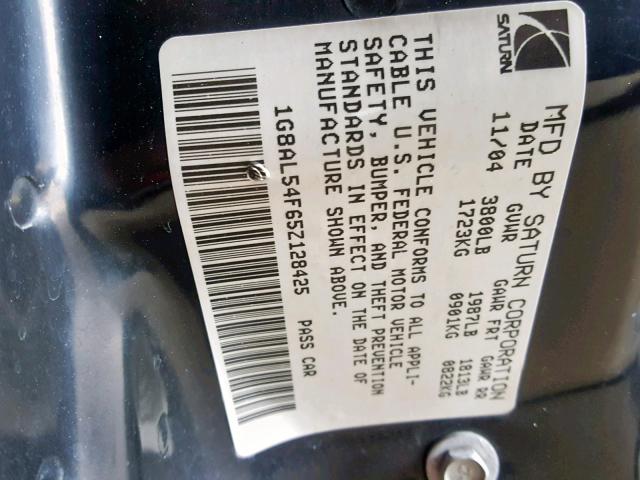 SATURN
MFD BY SATURN CORPORATION
DATE GVWR GAWR FRT GAWR RR
11/04 3800LB 1987LB 1813LB
1723KG 0901KG 0822KG
THIS VEHICLE CONFORMS TO ALL APPLI-
CABLE U.S. FEDERAL MOTOR VEHICLE
SAFETY, BUMPER, AND THEFT PREVENTION
STANDARDS IN EFFECT ON THE DATE OF
MANUFACTURE SHOWN ABOVE.
1G8AL54F65Z128425 PASS CAR